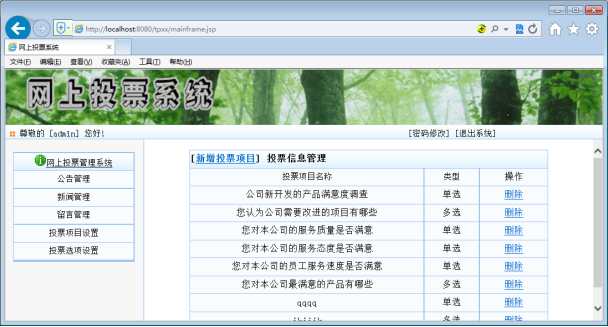 http://localhost:8080/tpxx/mainframe.jsp
网上投票系统
文件(F) 编辑(E) 查看(V) 收藏夹(A) 工具(T) 帮助(H)
网上投票系统
尊敬的 [admin] 您好! [密码修改] [退出系统]
网上投票管理系统
公告管理
新闻管理
留言管理
投票项目设置
投票选项设置
[新增投票项目] 投票信息管理
投票项目名称 类型 操作
公司新开发的产品满意度调查 单选 删除
您认为公司需要改进的项目有哪些 多选 删除
您对本公司的服务质量是否满意 单选 删除
您对本公司的服务态度是否满意 单选 删除
您对本公司的员工服务速度是否满意 单选 删除
您对本公司最满意的产品有哪些 多选 删除
qqqq 单选 删除
多选 删除